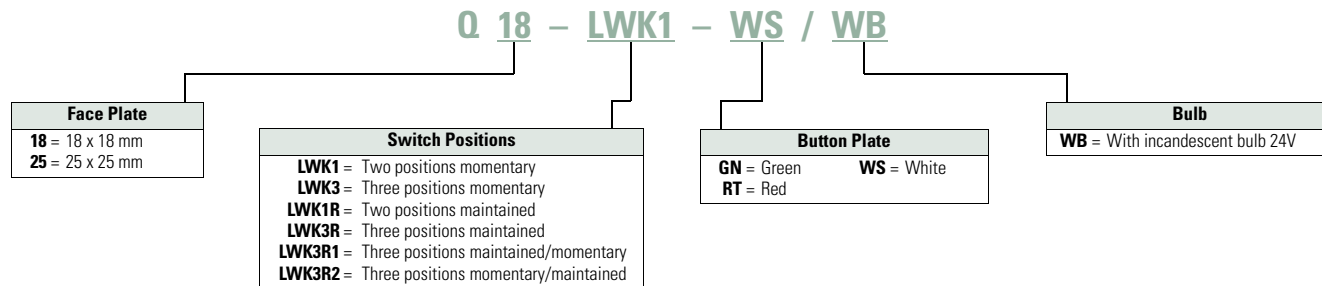 Q 18 – LWK1 – WS / WB
Face Plate
18 = 18 x 18 mm
25 = 25 x 25 mm
Switch Positions
LWK1 = Two positions momentary
LWK3 = Three positions momentary
LWK1R = Two positions maintained
LWK3R = Three positions maintained
LWK3R1 = Three positions maintained/momentary
LWK3R2 = Three positions momentary/maintained
Button Plate
GN = Green WS = White
RT = Red
Bulb
WB = With incandescent bulb 24V